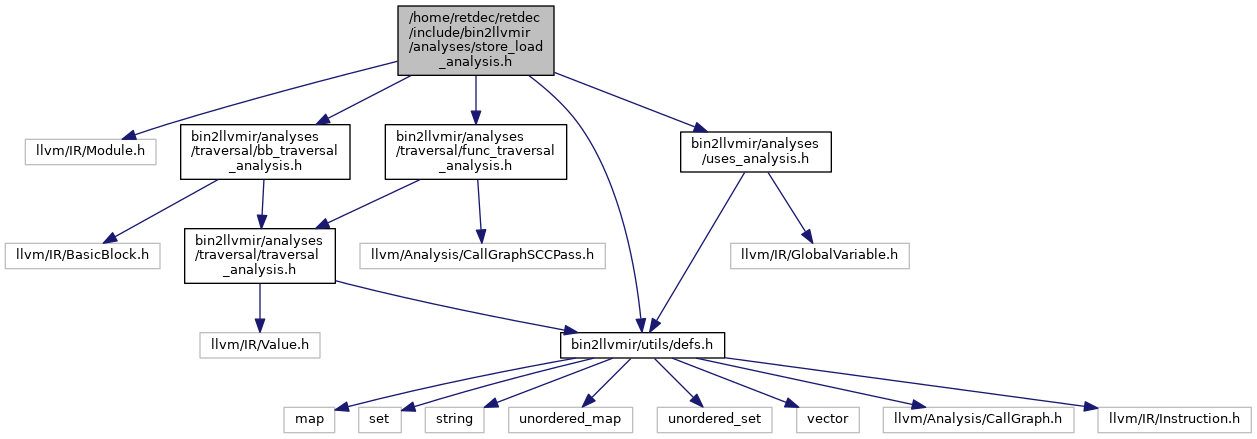 /home/retdec/retdec
/include/bin2llvmir
/analyses/store_load
_analysis.h
llvm/IR/Module.h
bin2llvmir/analyses
/traversal/bb_traversal
_analysis.h
bin2llvmir/analyses
/traversal/func_traversal
_analysis.h
bin2llvmir/analyses
/uses_analysis.h
llvm/IR/BasicBlock.h
bin2llvmir/analyses
/traversal/traversal
_analysis.h
llvm/Analysis/CallGraphSCCPass.h
llvm/IR/GlobalVariable.h
llvm/IR/Value.h
bin2llvmir/utils/defs.h
map
set
string
unordered_map
unordered_set
vector
llvm/Analysis/CallGraph.h
llvm/IR/Instruction.h